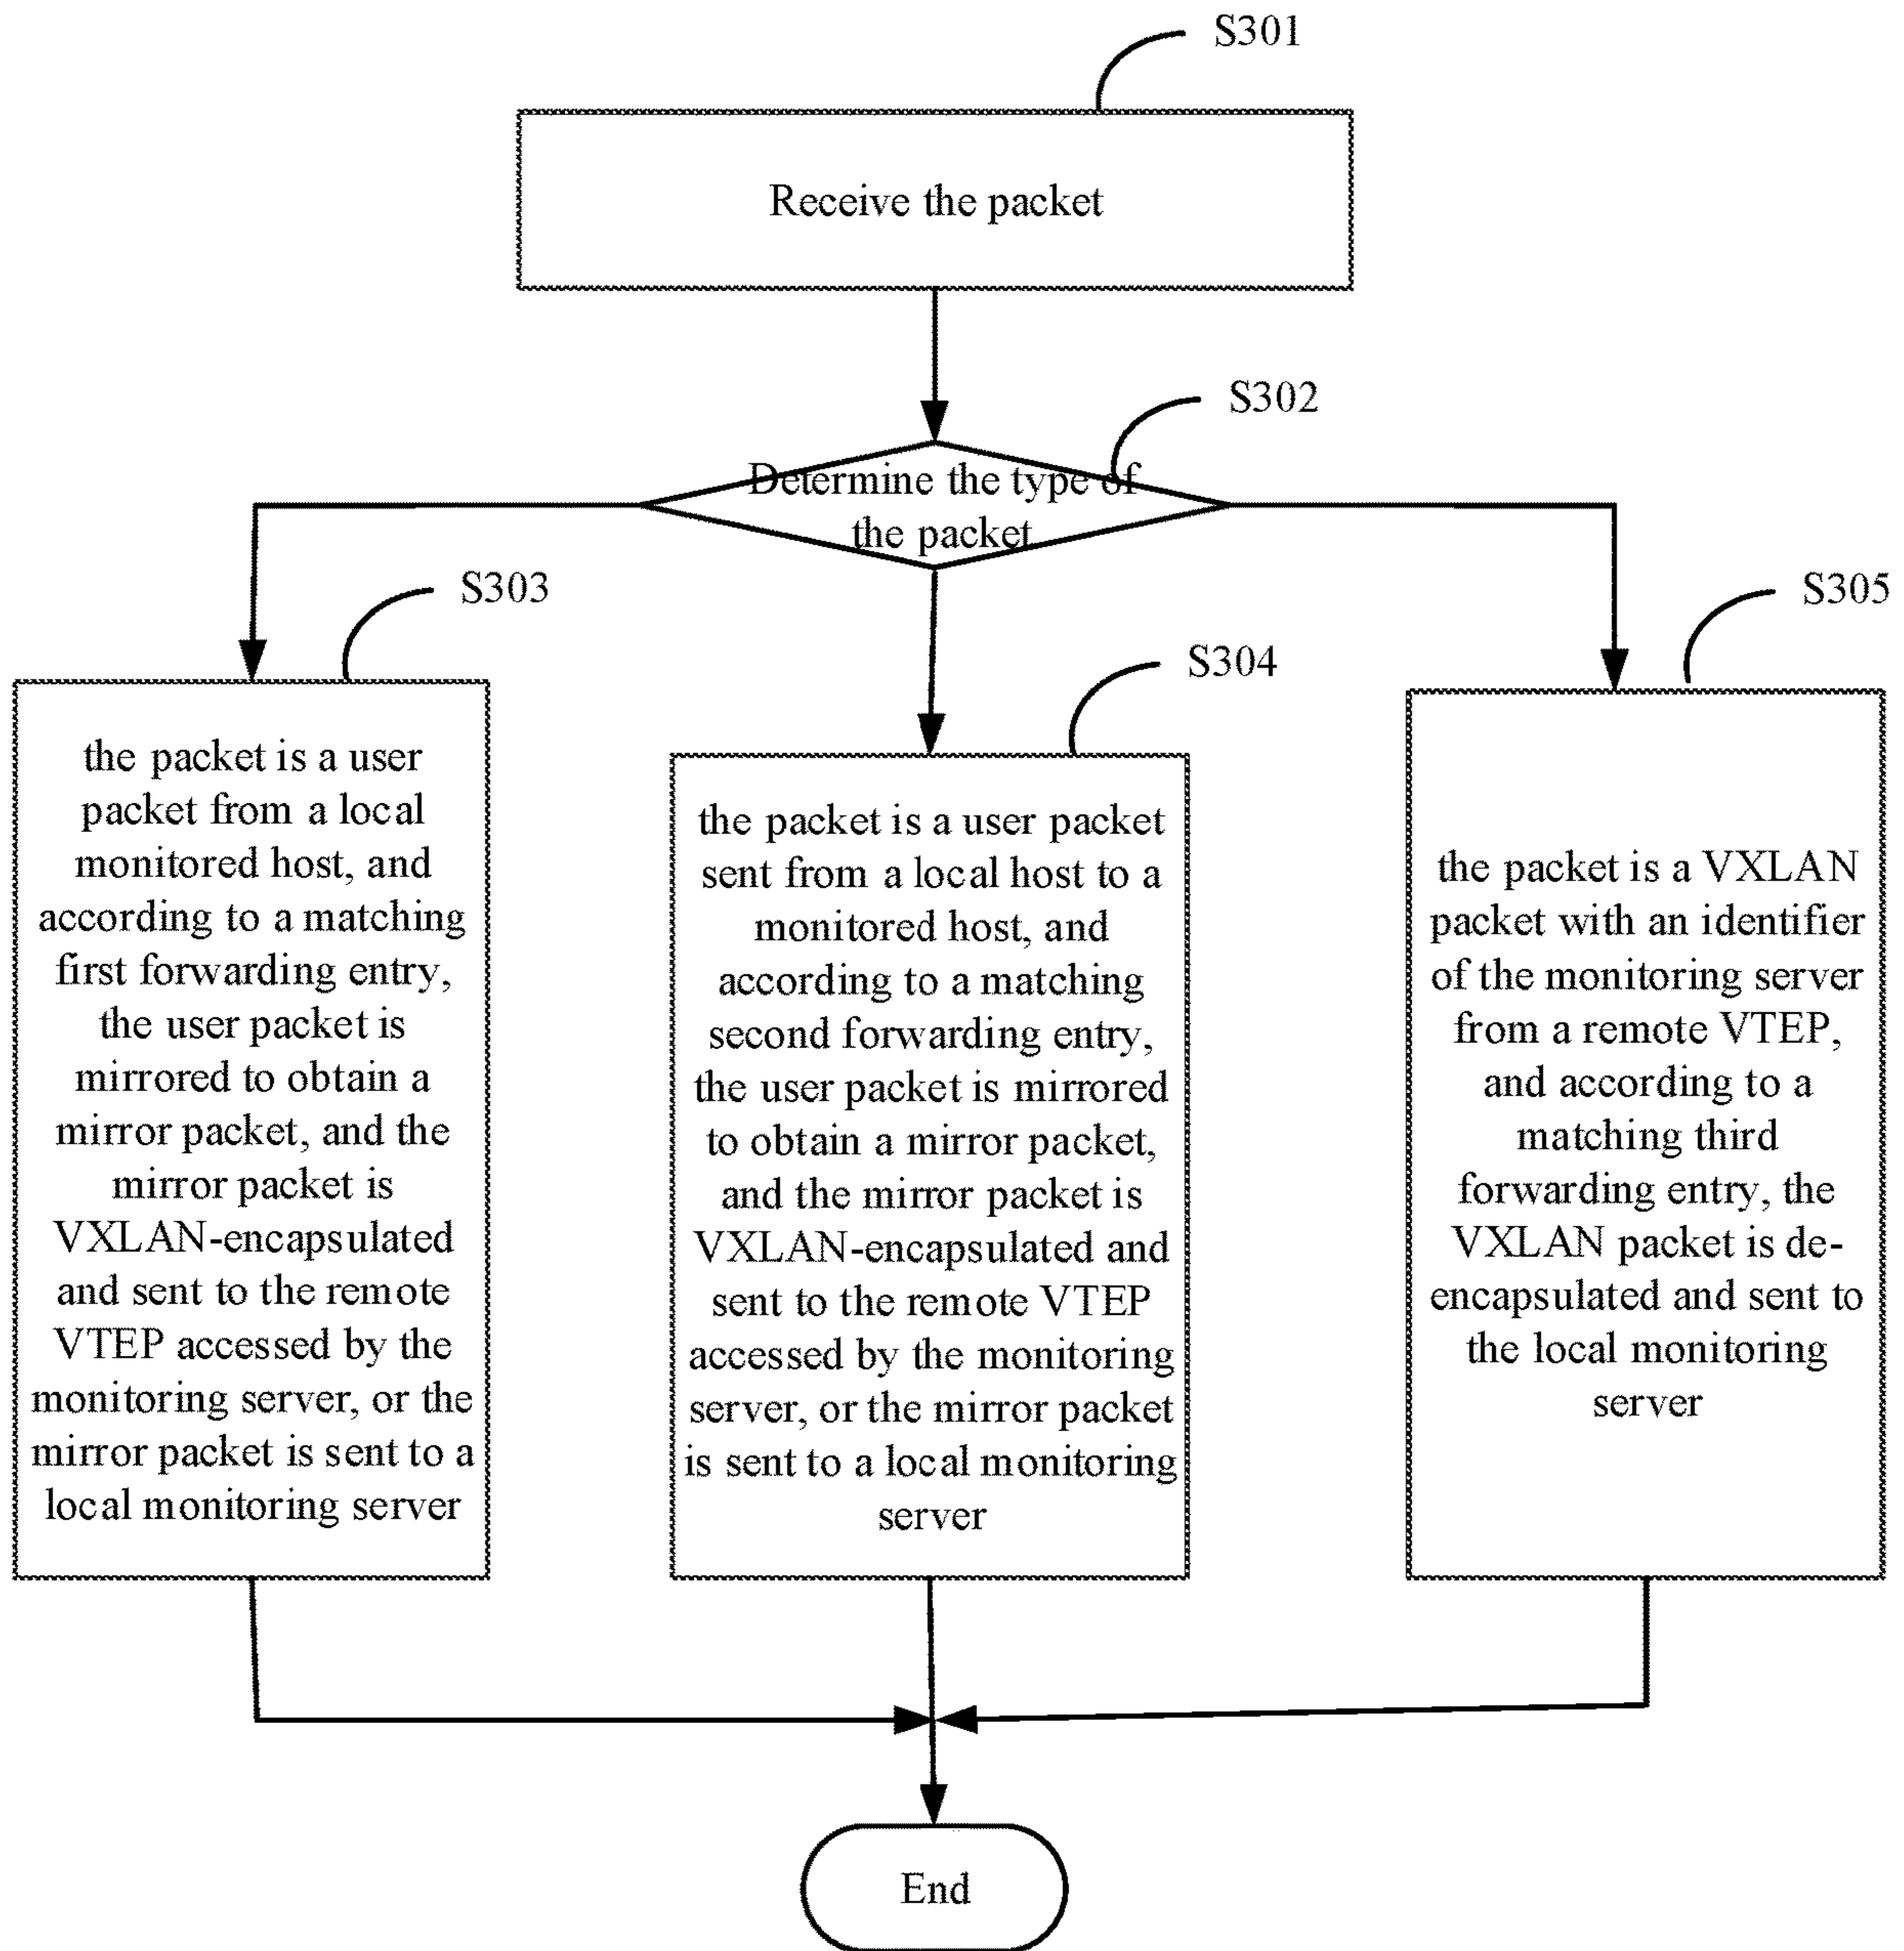 S301
Receive the packet
S302
Determine the type of
the packet
S303
the packet is a user
packet from a local
monitored host, and
according to a matching
first forwarding entry,
the user packet is
mirrored to obtain a
mirror packet, and the
mirror packet is
VXLAN-encapsulated
and sent to the remote
VTEP accessed by the
monitoring server, or the
mirror packet is sent to a
local monitoring server
S304
the packet is a user packet
sent from a local host to a
monitored host, and
according to a matching
second forwarding entry,
the user packet is mirrored
to obtain a mirror packet,
and the mirror packet is
VXLAN-encapsulated and
sent to the remote VTEP
accessed by the monitoring
server, or the mirror packet
is sent to a local monitoring
server
S305
the packet is a VXLAN
packet with an identifier
of the monitoring server
from a remote VTEP,
and according to a
matching third
forwarding entry, the
VXLAN packet is de-
encapsulated and sent to
the local monitoring
server
End